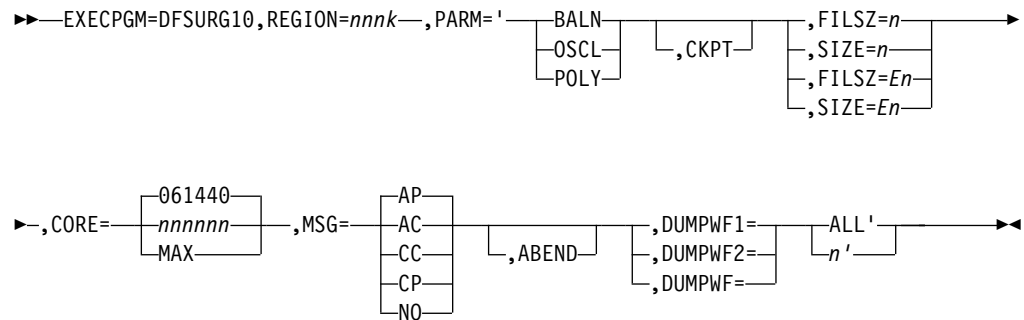 EXECPGM=DFSURG10,REGION=nnnk ,PARM=' BALN ,FILSZ=n
OSCL ,CKPT ,SIZE=n
POLY ,FILSZ=En
,SIZE=En
061440 AP
,CORE= nnnnnn ,MSG= AC ,DUMPWF1= ALL'
MAX CC ,ABEND ,DUMPWF2= n'
CP ,DUMPWF=
NO